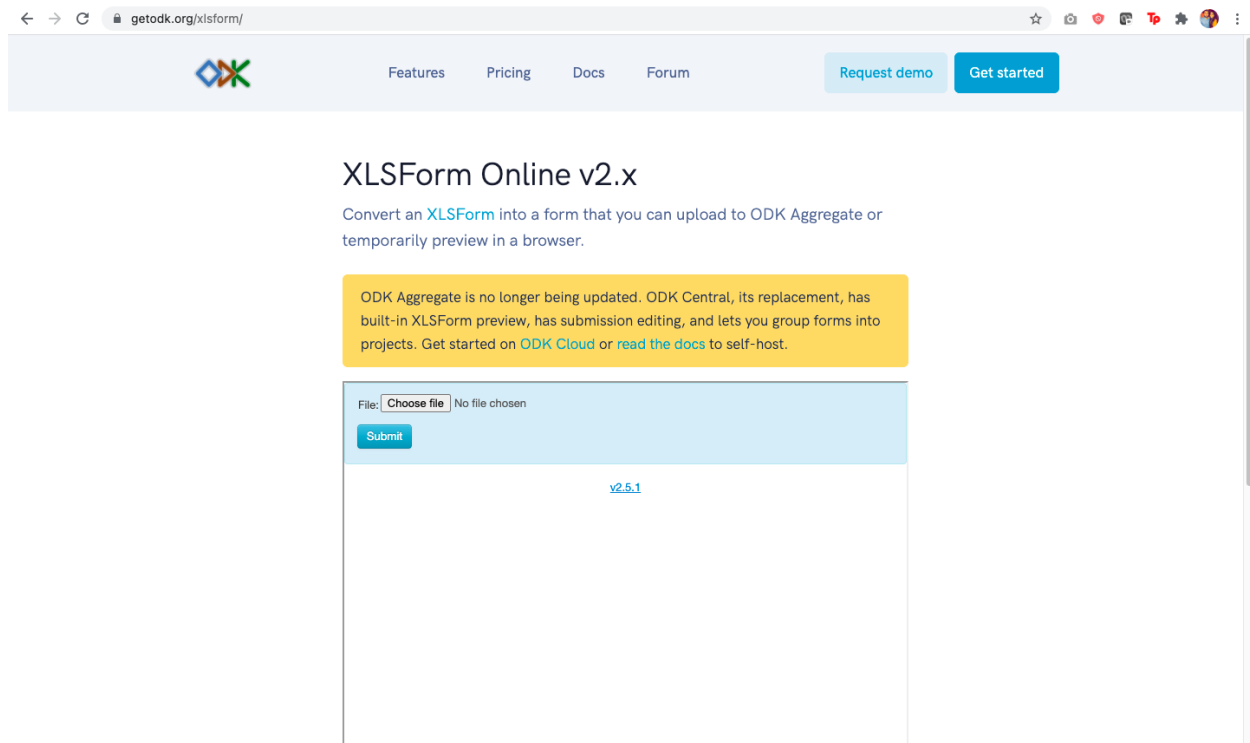 getodk.org/xlsform/
Tp
ODK
Features Pricing Docs Forum Request demo Get started
XLSForm Online v2.x
Convert an XLSForm into a form that you can upload to ODK Aggregate or
temporarily preview in a browser.
ODK Aggregate is no longer being updated. ODK Central, its replacement, has
built-in XLSForm preview, has submission editing, and lets you group forms into
projects. Get started on ODK Cloud or read the docs to self-host.
File: Choose file No file chosen
Submit
v2.5.1